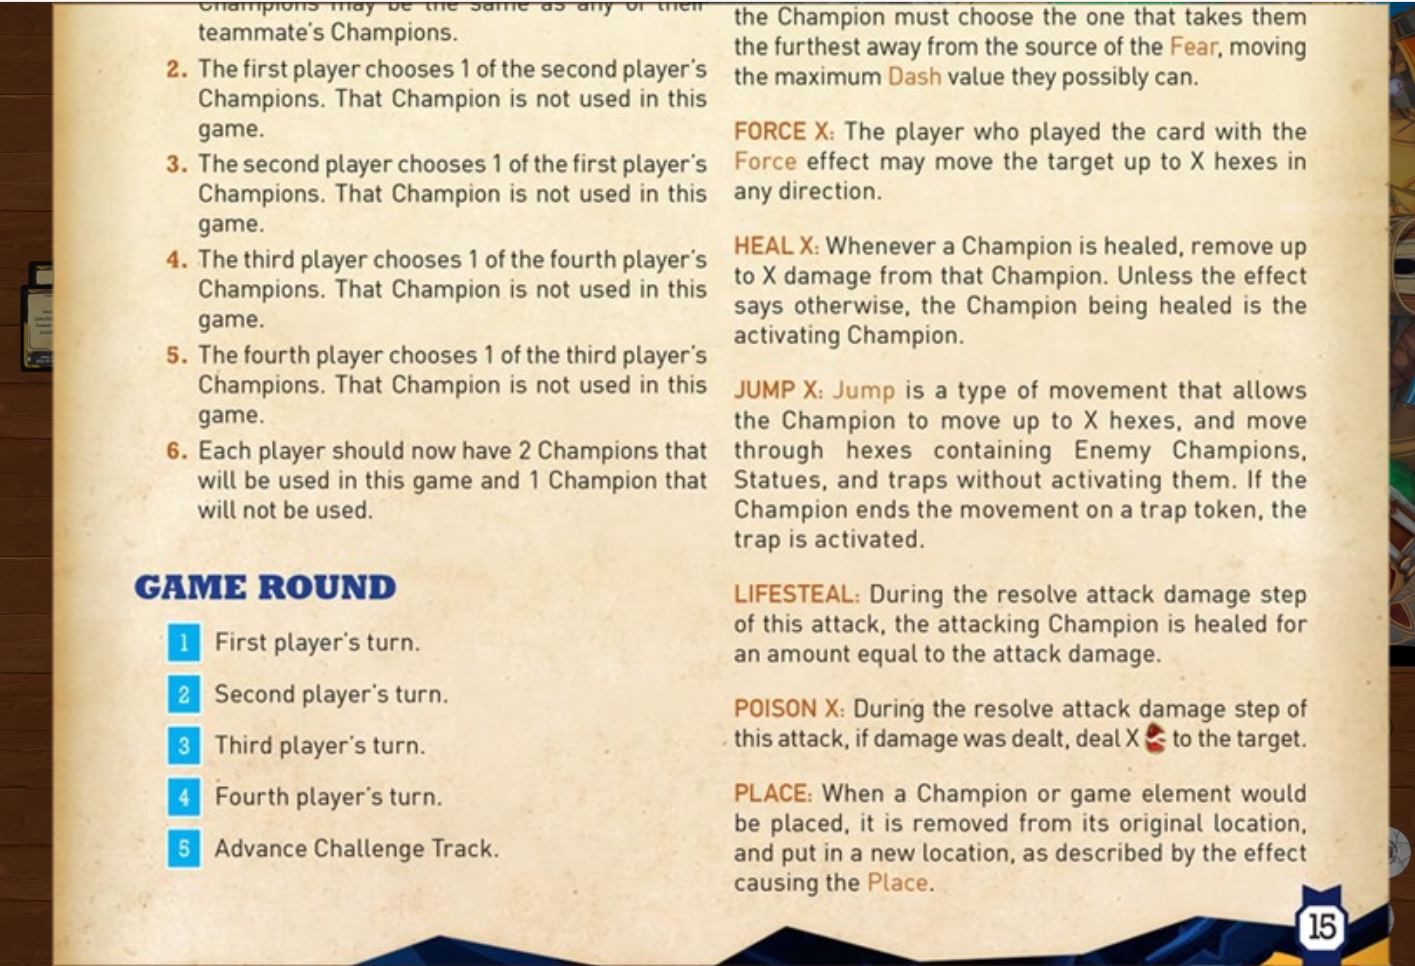 Champions may be the same as any of their
teammate's Champions.
2. The first player chooses 1 of the second player's
Champions. That Champion is not used in this
game.
3. The second player chooses 1 of the first player's
Champions. That Champion is not used in this
game.
4. The third player chooses 1 of the fourth player's
Champions. That Champion is not used in this
game.
5. The fourth player chooses 1 of the third player's
Champions. That Champion is not used in this
game.
6. Each player should now have 2 Champions that
will be used in this game and 1 Champion that
will not be used.
GAME ROUND
1 First player's turn.
2 Second player's turn.
3 Third player's turn.
4 Fourth player's turn.
5 Advance Challenge Track.
the Champion must choose the one that takes them
the furthest away from the source of the Fear, moving
the maximum Dash value they possibly can.
FORCE X: The player who played the card with the
Force effect may move the target up to X hexes in
any direction.
HEAL X: Whenever a Champion is healed, remove up
to X damage from that Champion. Unless the effect
says otherwise, the Champion being healed is the
activating Champion.
JUMP X: Jump is a type of movement that allows
the Champion to move up to X hexes, and move
through hexes containing Enemy Champions,
Statues, and traps without activating them. If the
Champion ends the movement on a trap token, the
trap is activated.
LIFESTEAL: During the resolve attack damage step
of this attack, the attacking Champion is healed for
an amount equal to the attack damage.
POISON X: During the resolve attack damage step of
this attack, if damage was dealt, deal X to the target.
PLACE: When a Champion or game element would
be placed, it is removed from its original location,
and put in a new location, as described by the effect
causing the Place.
15